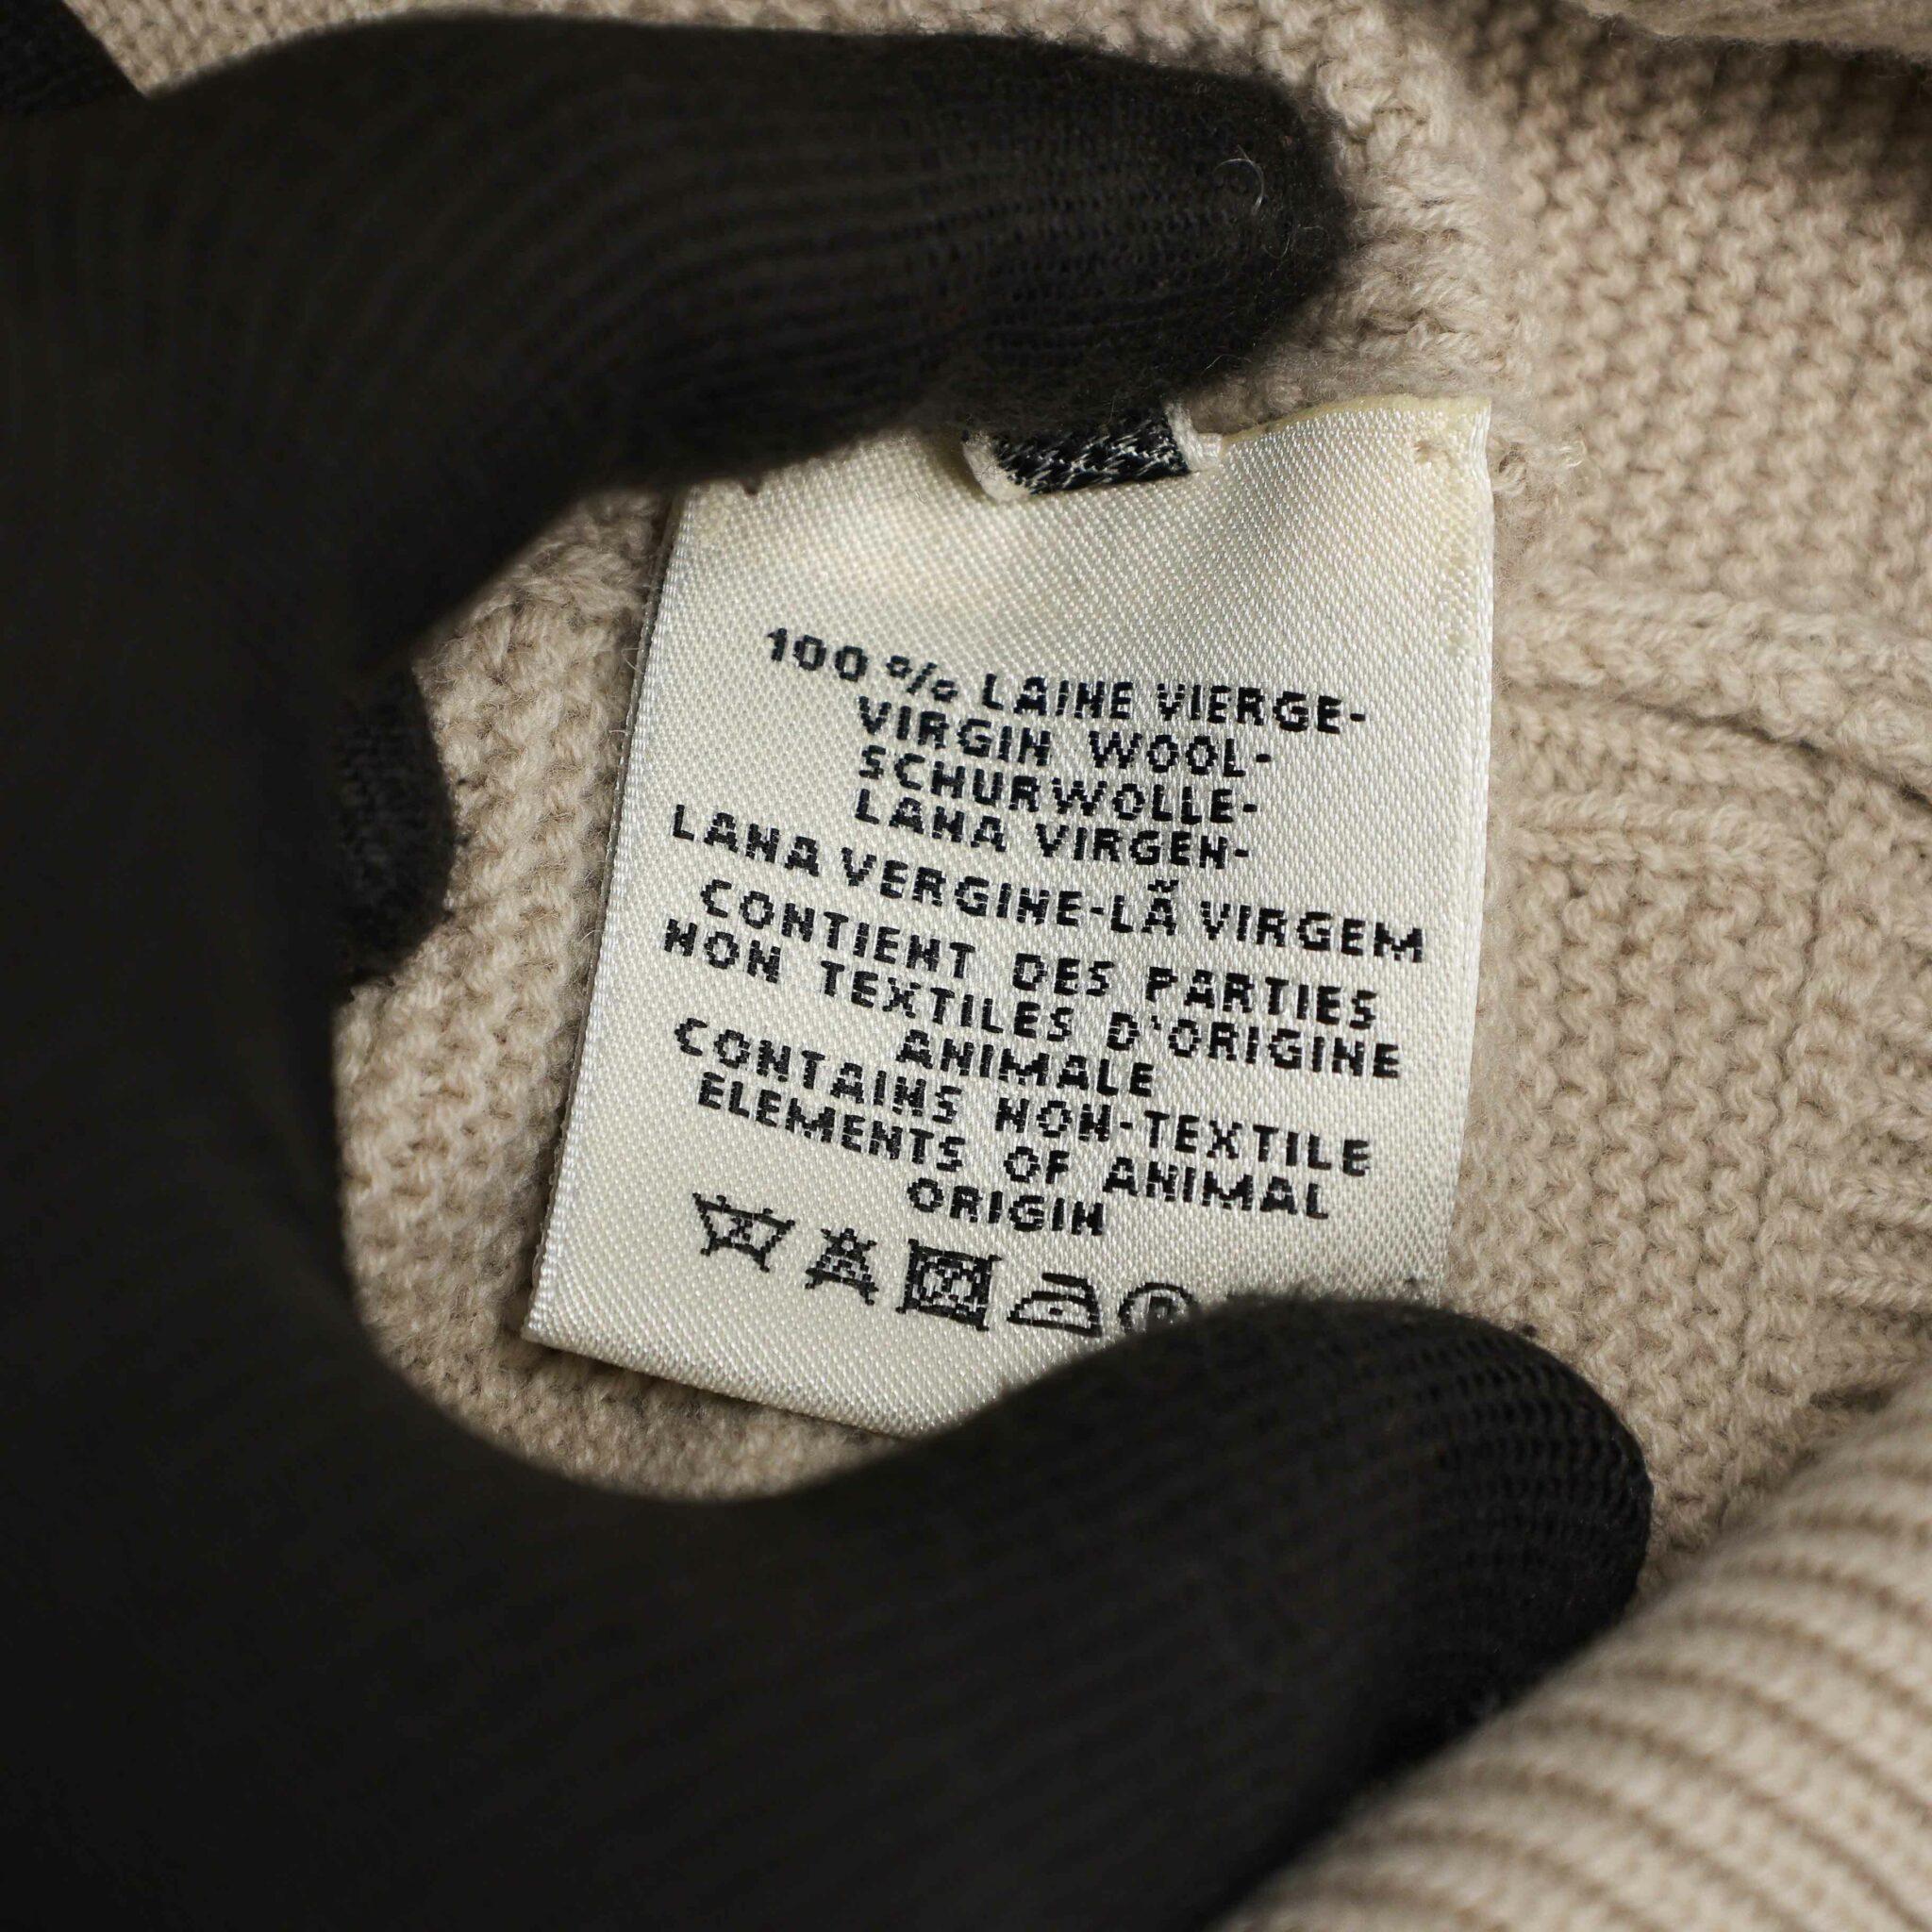 100 % LAINE VIERGE-
VIRGIN WOOL-
SCHURWOLLE-
LANA VIRGEN-
LANA VERGINE-LÃ VIRGEM
CONTIENT DES PARTIES
NON TEXTILES D'ORIGINE
ANIMALE
CONTAINS NON-TEXTILE
ELEMENTS OF ANIMAL
ORIGIN